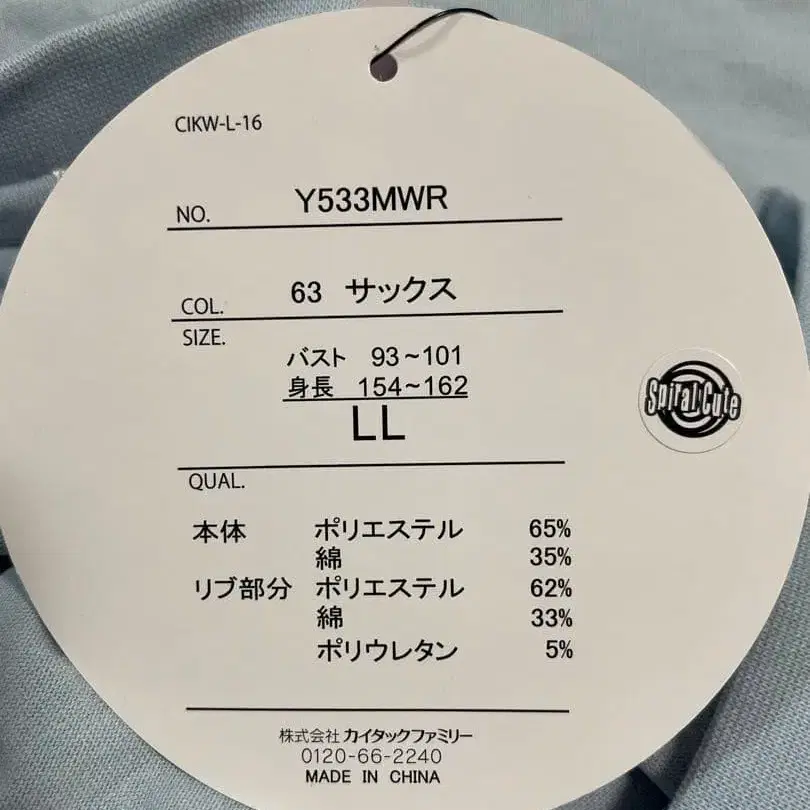 CIKW-L-16
NO. Y533MWR
COL. 63 サックス
SIZE.
バスト 93~101
身長 154~162
LL
Spiral Cute
QUAL.
本体 ポリエステル 65%
綿 35%
リブ部分 ポリエステル 62%
綿 33%
ポリウレタン 5%
株式会社 カイタックファミリー
0120-66-2240
MADE IN CHINA